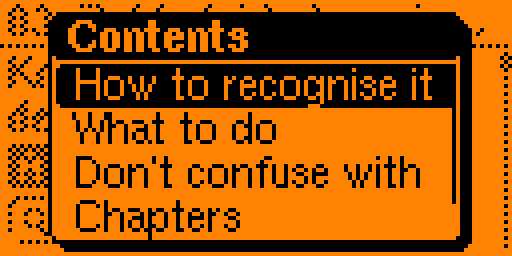 Contents
How to recognise it
What to do
Don't confuse with
Chapters